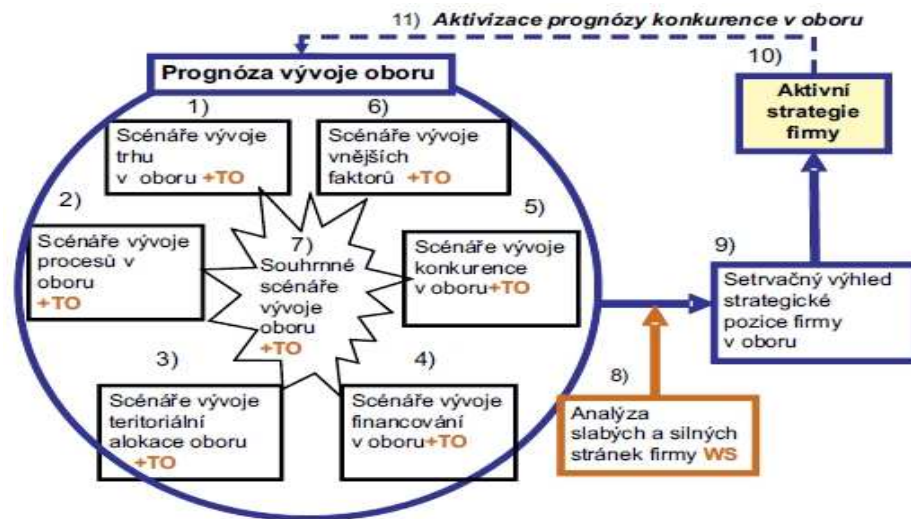 11) Aktivizace prognózy konkurence v oboru
Prognóza vývoje oboru
10)
Aktivní
strategie
firmy
1)
Scénáře vývoje
trhu
v oboru +TO
6)
Scénáře vývoje
vnějších
faktorů +TO
2)
Scénáře vývoje
procesů v
oboru
+TO
7)
Souhrnné
scénáře
vývoje
oboru
+TO
5)
Scénáře vývoje
konkurence
v oboru+TO
9)
Setrvačný výhled
strategické
pozice firmy
v oboru
3)
Scénáře vývoje
teritoriální
alokace oboru
+TO
4)
Scénáře vývoje
financování
v oboru+TO
8)
Analýza
slabých a silných
stránek firmy WS